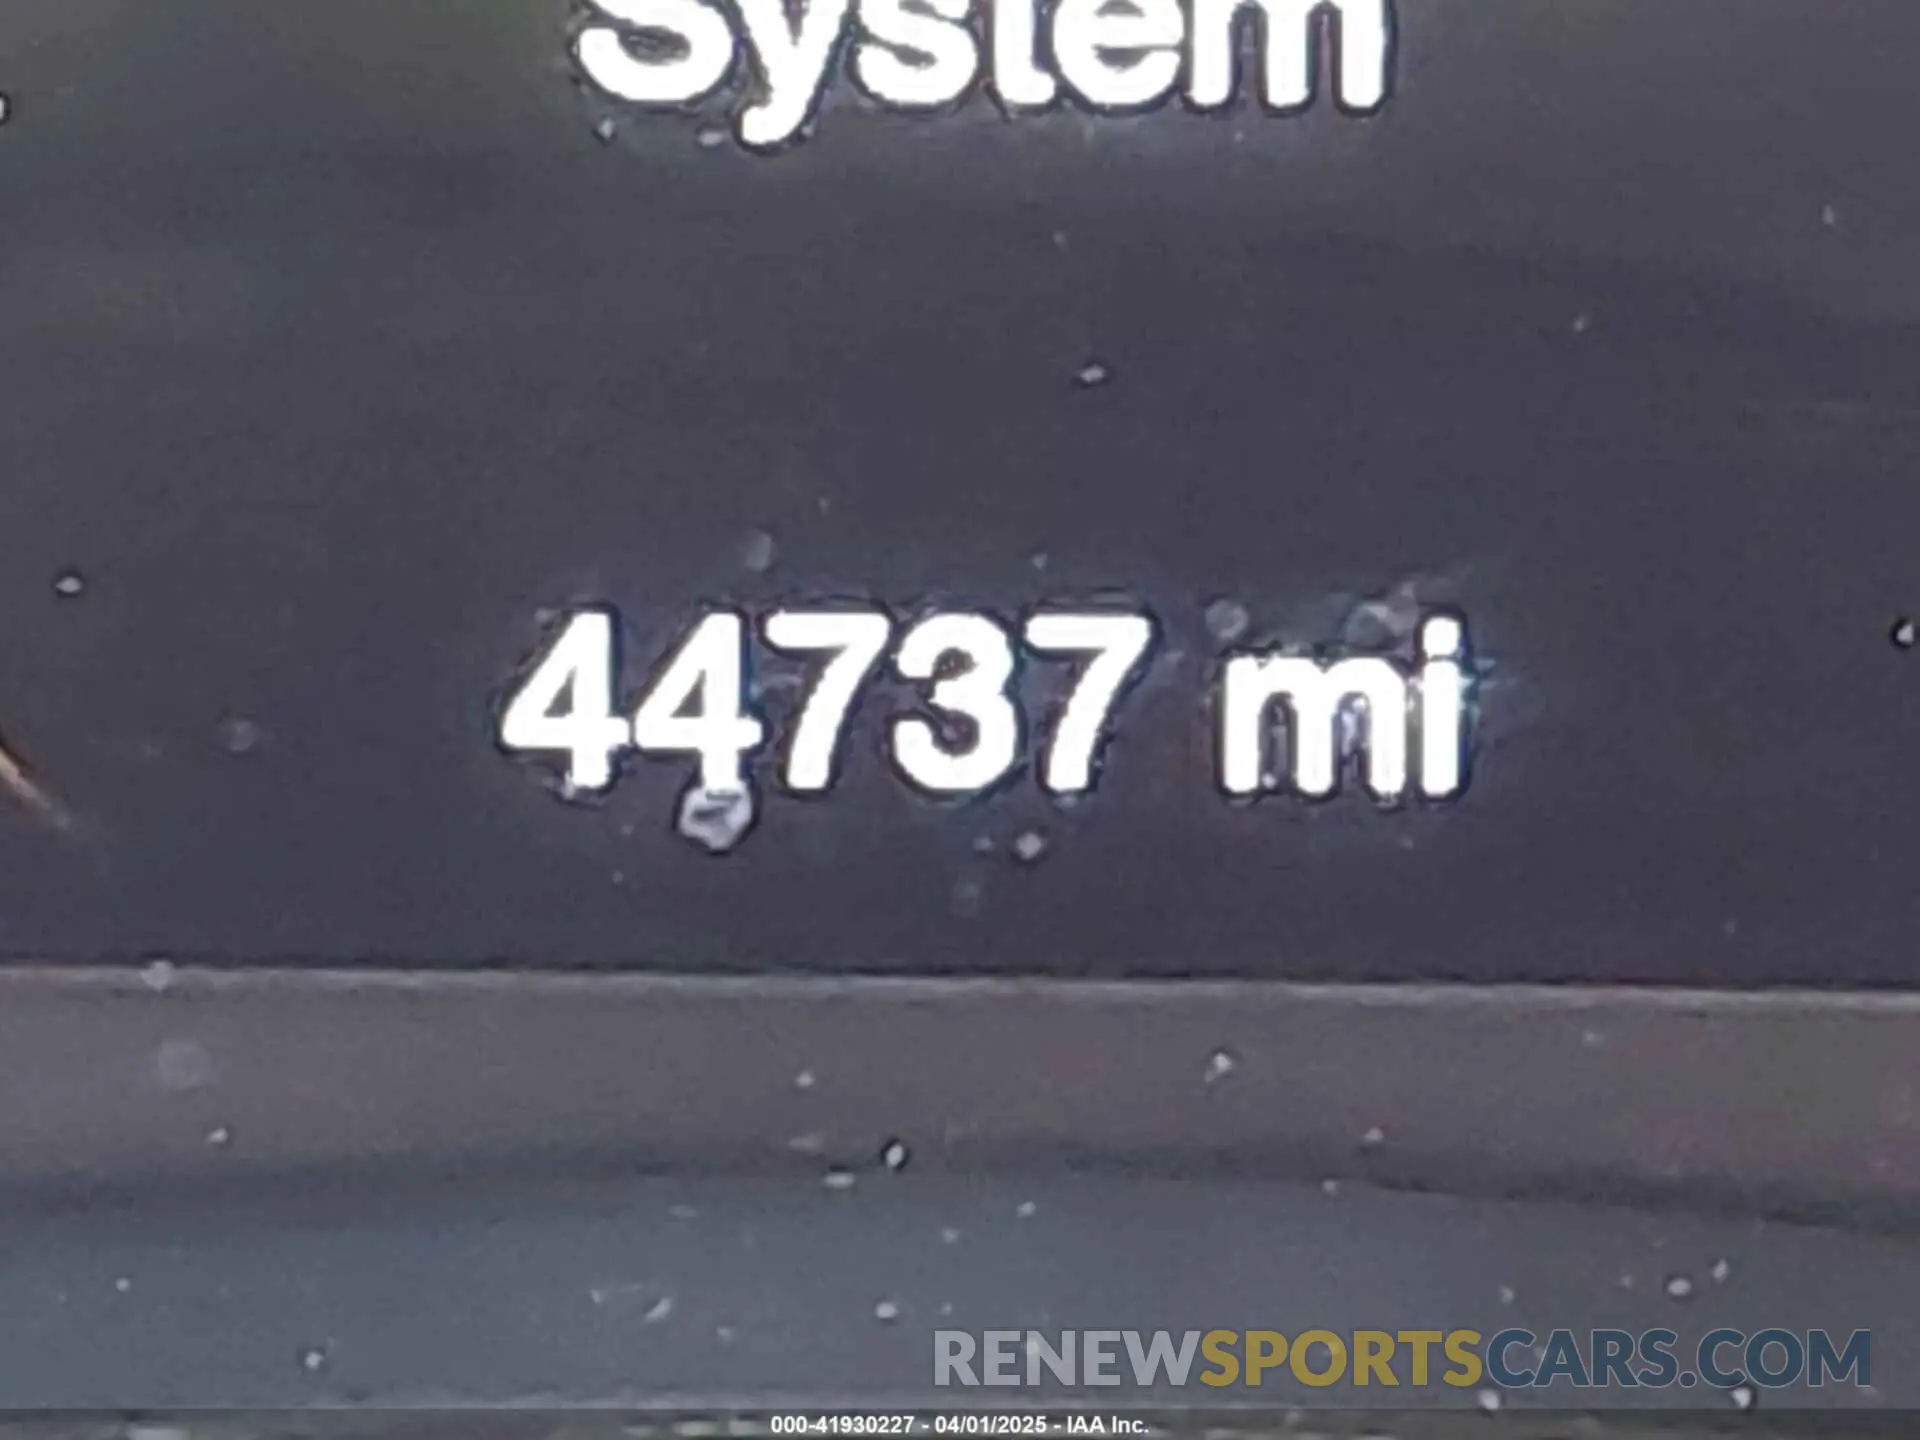 System
44737 mi
RENEWSPORTSCARS.COM
000-41930227 - 04/01/2025 - IAA Inc.